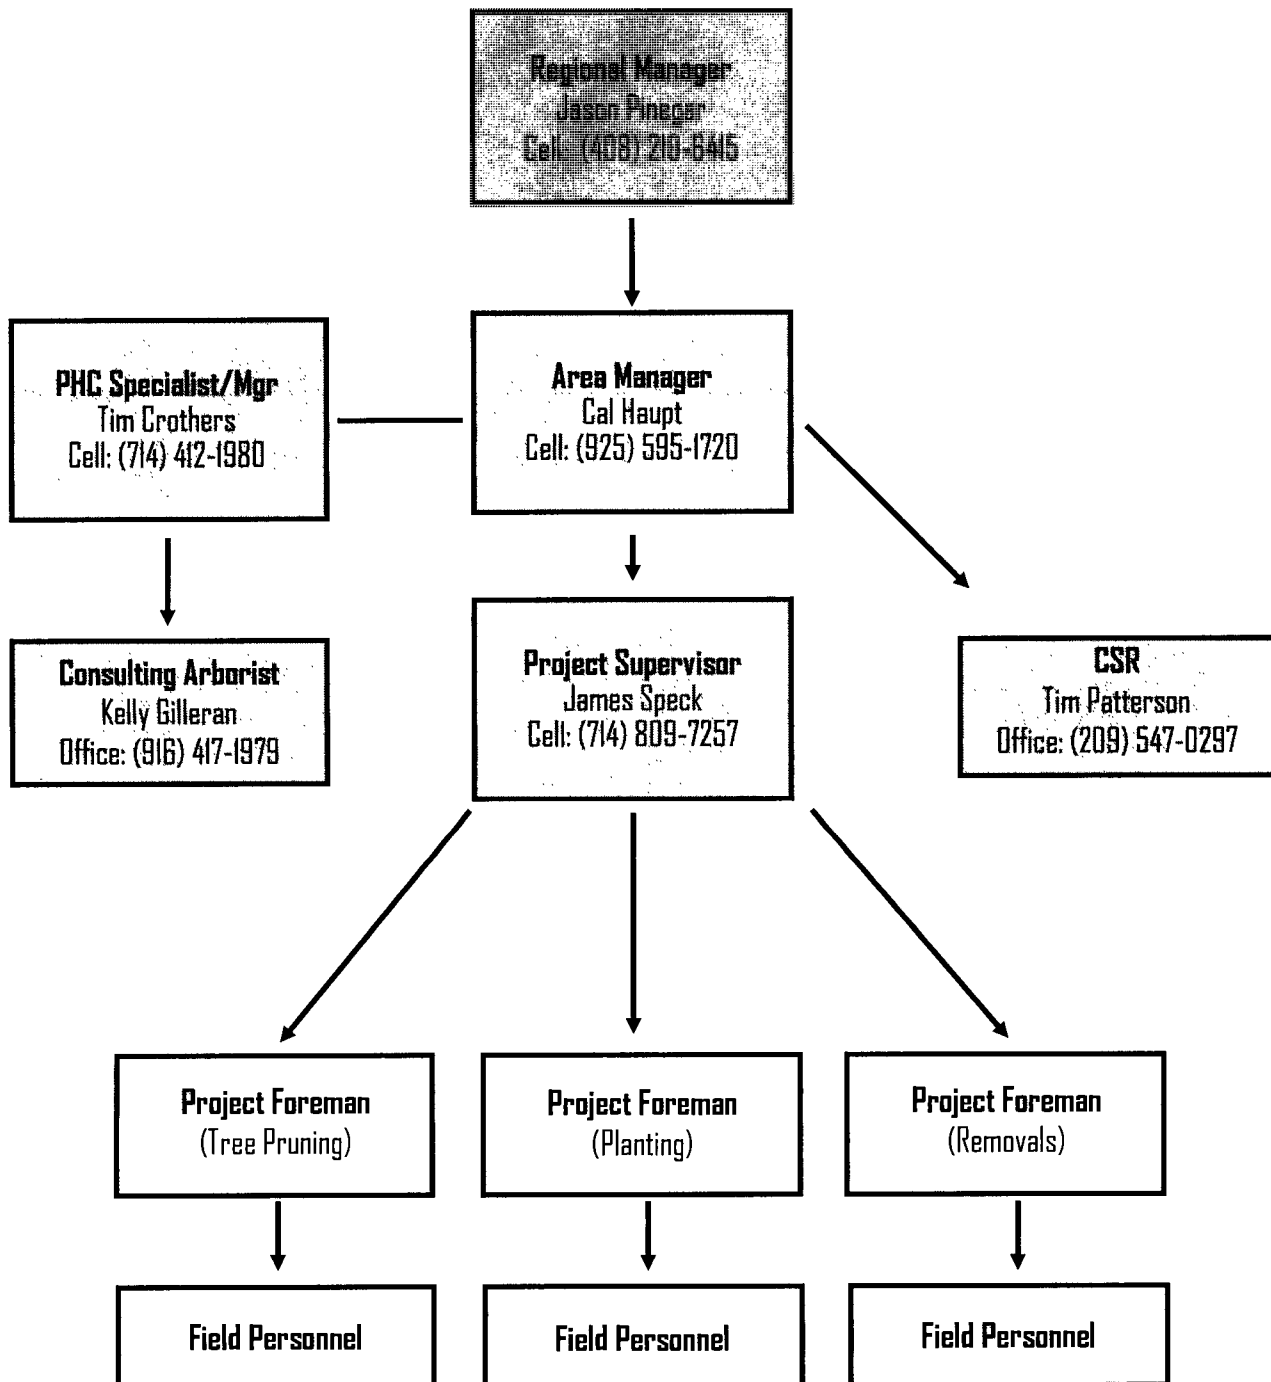 Regional Manager
Jason Pinegar
Cell: (408) 210-6415
PHC Specialist/Mgr
Tim Crothers
Cell: (714) 412-1980
Area Manager
Cal Haupt
Cell: (925) 595-1720
Consulting Arborist
Kelly Gilleran
Office: (916) 417-1979
Project Supervisor
James Speck
Cell: (714) 809-7257
CSR
Tim Patterson
Office: (209) 547-0297
Project Foreman
(Tree Pruning)
Project Foreman
(Planting)
Project Foreman
(Removals)
Field Personnel
Field Personnel
Field Personnel